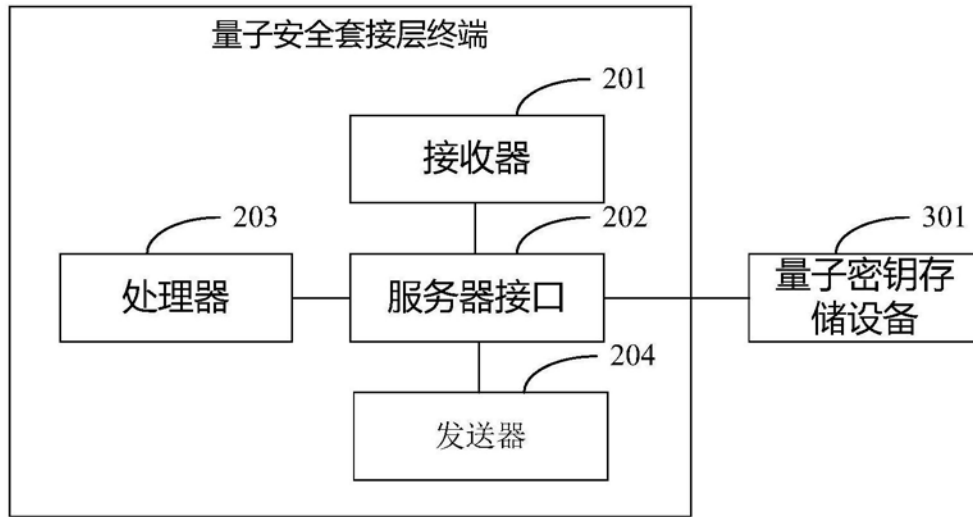 量子安全套接层终端
201
接收器
203
202
301
处理器
服务器接口
量子密钥存
储设备
204
发送器